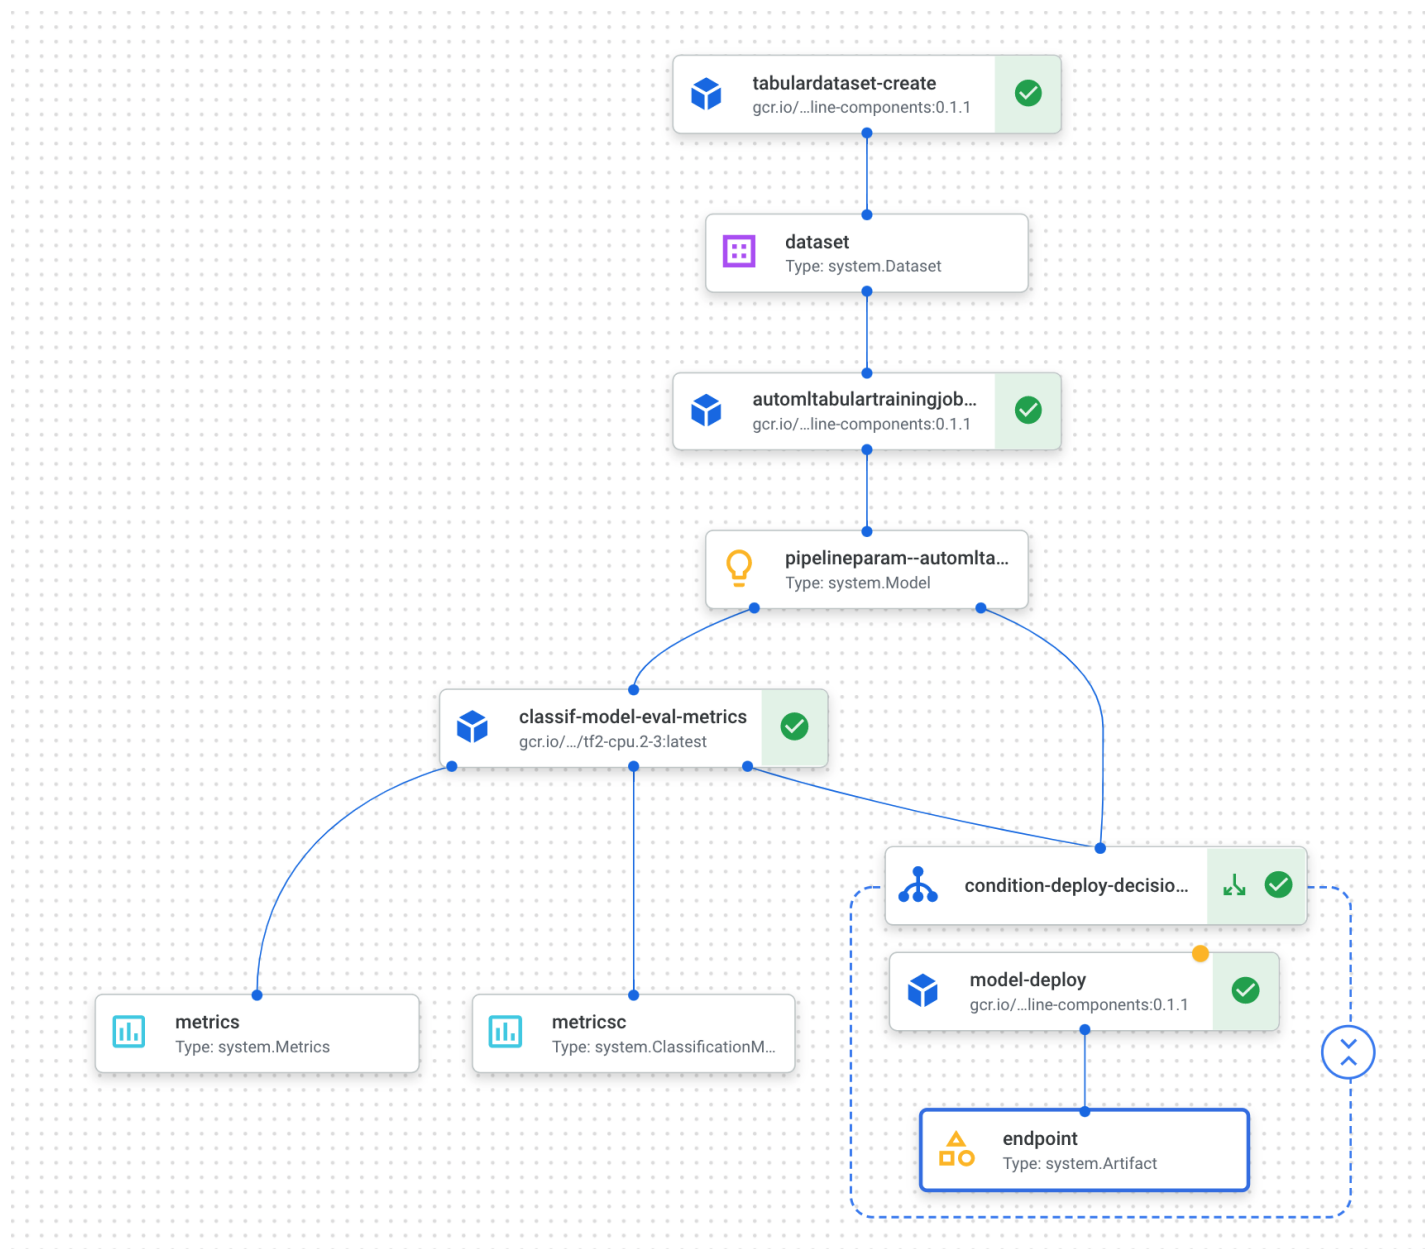 tabulardataset-create
gcr.io/...line-components:0.1.1
dataset
Type: system.Dataset
automltabulartrainingjob...
gcr.io/...line-components:0.1.1
pipelineparam--automlta...
Type: system.Model
classif-model-eval-metrics
gcr.io/.../tf2-cpu.2-3:latest
condition-deploy-decisio...
model-deploy
gcr.io/...line-components:0.1.1
metrics
Type: system.Metrics
metricsc
Type: system.ClassificationM...
endpoint
Type: system.Artifact